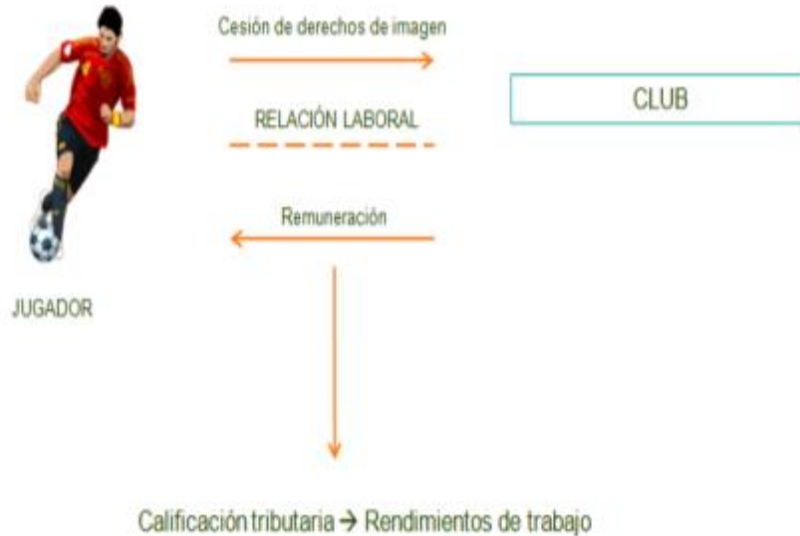 Cesión de derechos de imagen
CLUB
RELACIÓN LABORAL
Remuneración
JUGADOR
Calificación tributaria → Rendimientos de trabajo